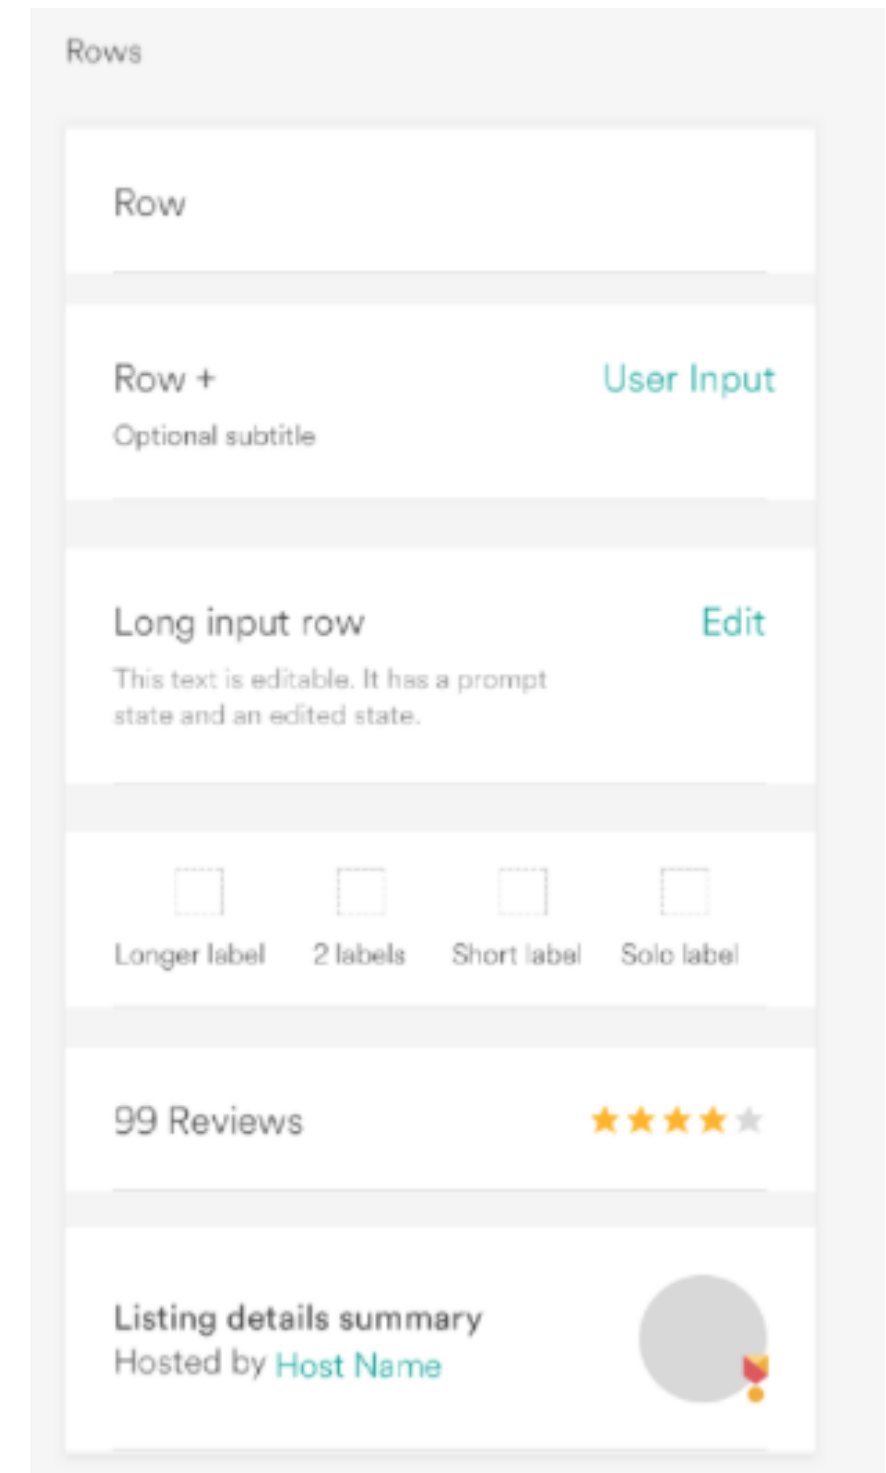 Rows
Row
Row + User Input
Optional subtitle
Long input row Edit
This text is editable. It has a prompt
state and an edited state.
Longer label 2 labels Short label Solo label
99 Reviews
Listing details summary
Hosted by Host Name